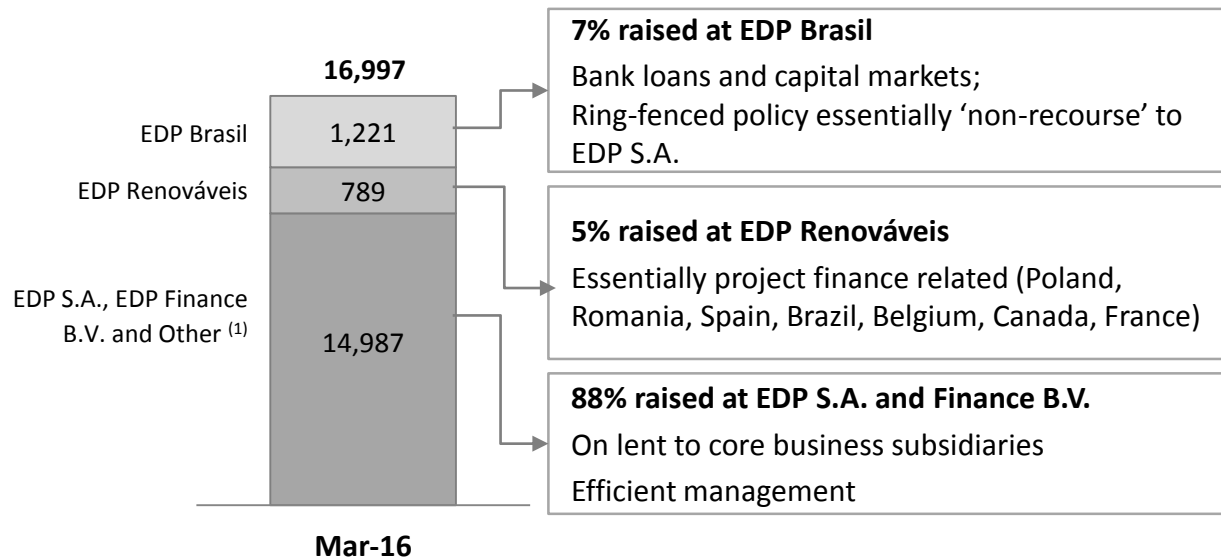 16,997
EDP Brasil
1,221
EDP Renováveis
789
EDP S.A., EDP Finance
B.V. and Other (1)
14,987
Mar-16
7% raised at EDP Brasil
Bank loans and capital markets;
Ring-fenced policy essentially ‘non-recourse’ to
EDP S.A.
5% raised at EDP Renováveis
Essentially project finance related (Poland,
Romania, Spain, Brazil, Belgium, Canada, France)
88% raised at EDP S.A. and Finance B.V.
On lent to core business subsidiaries
Efficient management